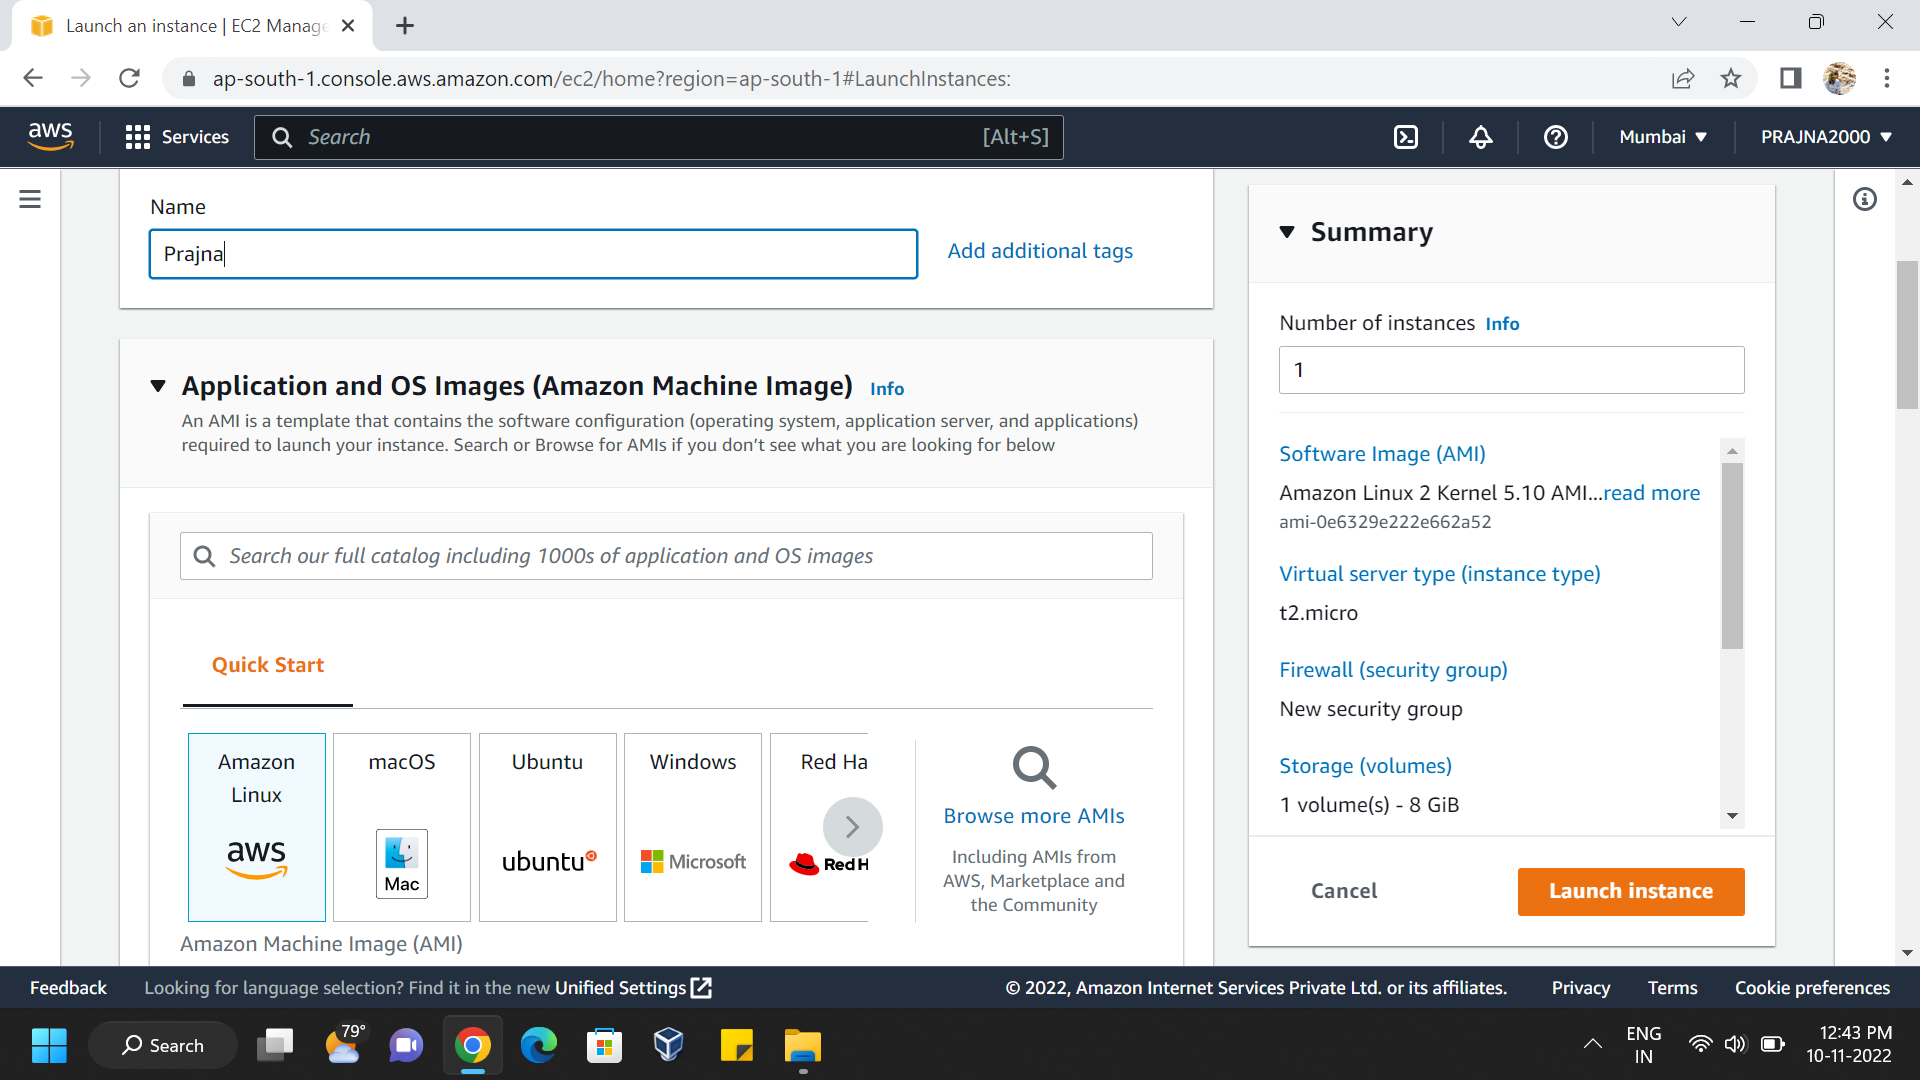 Launch an instance | EC2 Manage
ap-south-1.console.aws.amazon.com/ec2/home?region=ap-south-1#LaunchInstances:
aws
Services
Search
[Alt+S]
Mumbai
PRAJNA2000
Name
Prajna
Add additional tags
Application and OS Images (Amazon Machine Image) Info
An AMI is a template that contains the software configuration (operating system, application server, and applications)
required to launch your instance. Search or Browse for AMIs if you don’t see what you are looking for below
Search our full catalog including 1000s of application and OS images
Quick Start
Amazon
Linux
aws
macOS
Mac
Ubuntu
ubuntu
Windows
Microsoft
Red Ha
Red H
Browse more AMIs
Including AMIs from
AWS, Marketplace and
the Community
Amazon Machine Image (AMI)
Summary
Number of instances Info
1
Software Image (AMI)
Amazon Linux 2 Kernel 5.10 AMI...read more
ami-0e6329e222e662a52
Virtual server type (instance type)
t2.micro
Firewall (security group)
New security group
Storage (volumes)
1 volume(s) - 8 GiB
Cancel
Launch instance
Feedback
Looking for language selection? Find it in the new Unified Settings
© 2022, Amazon Internet Services Private Ltd. or its affiliates.
Privacy
Terms
Cookie preferences
Search
79°
ENG
IN
12:43 PM
10-11-2022